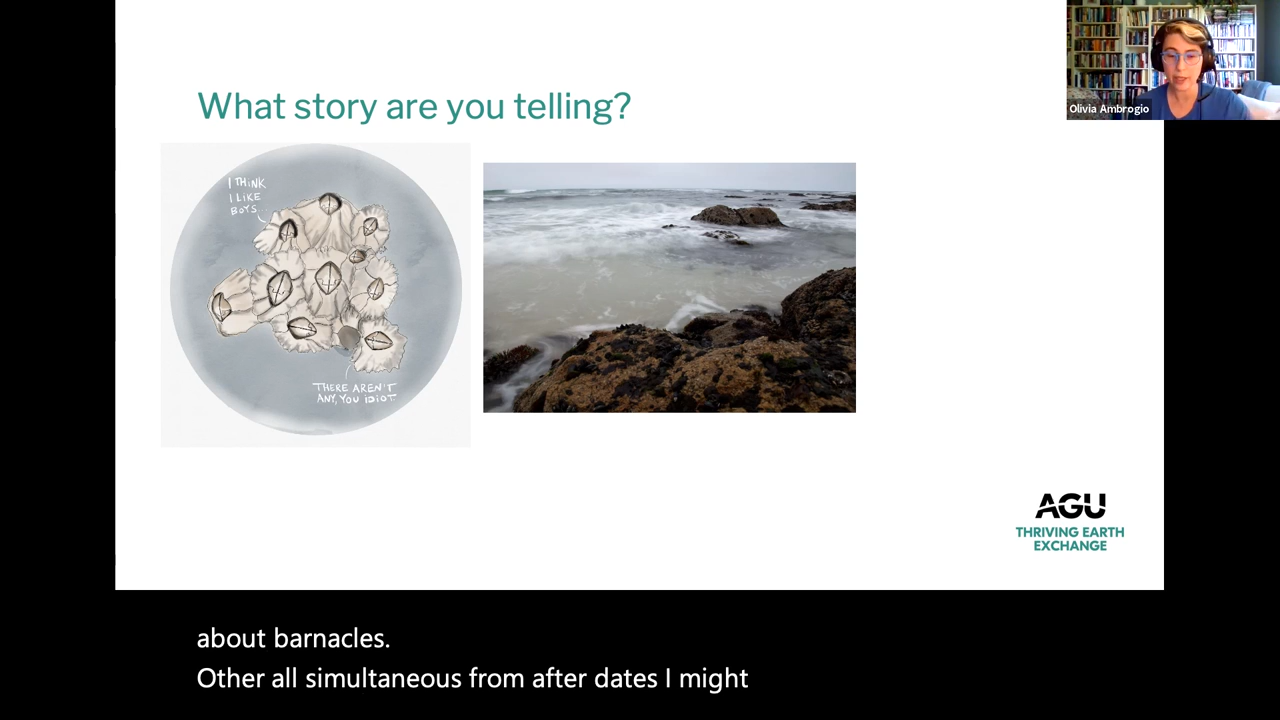 Olivia Ambrogio
What story are you telling?
I THINK
I LIKE
BOYS..
THERE AREN'T
ANY, YOU IDIOT.
AGU
THRIVING EARTH
EXCHANGE
about barnacles.
Other all simultaneous from after dates I might